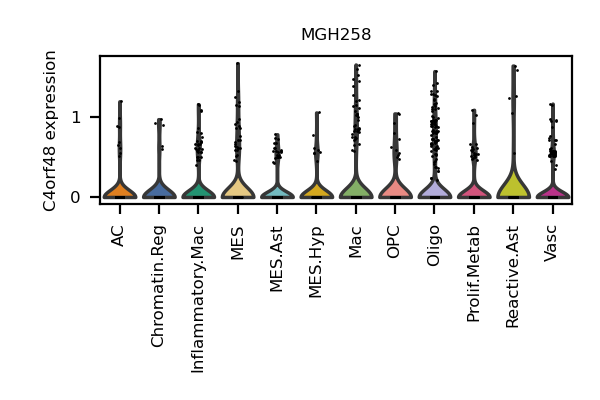 MGH258
C4orf48 expression
1
0
AC
Chromatin.Reg
Inflammatory.Mac
MES
MES.Ast
MES.Hyp
Mac
OPC
Oligo
Prolif.Metab
Reactive.Ast
Vasc